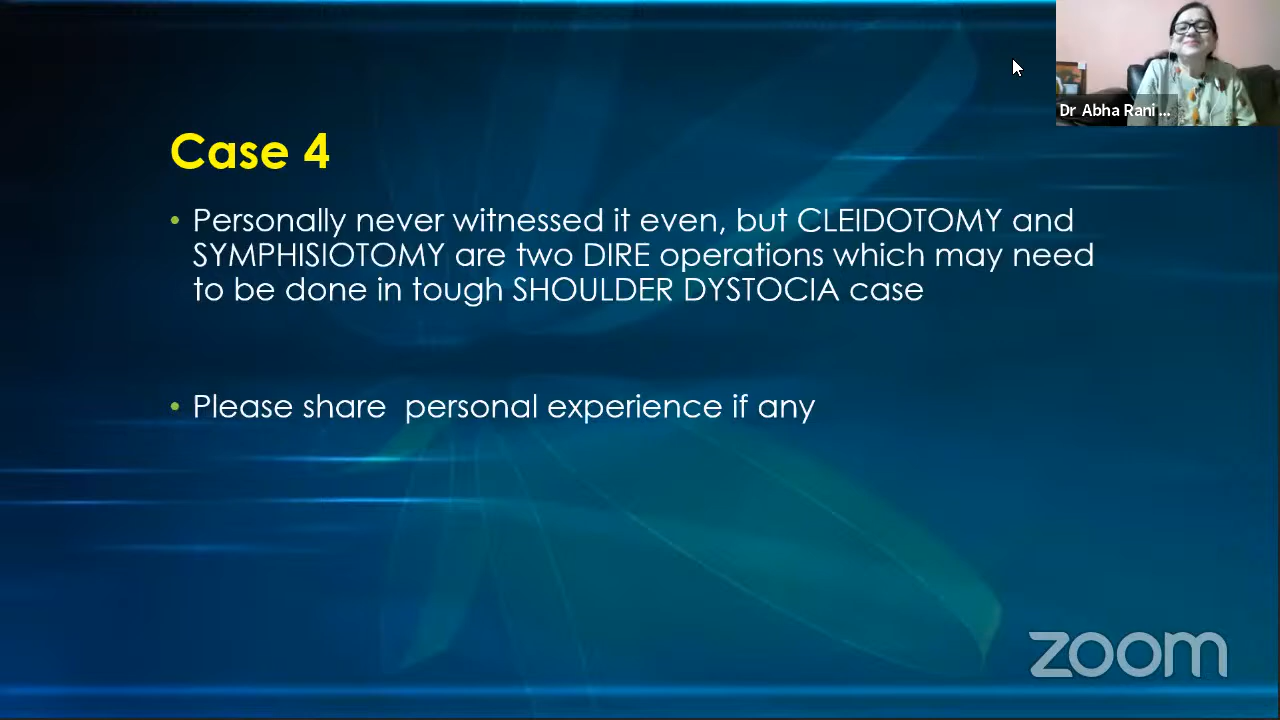 Dr Abha Rani ...
Case 4
• Personally never witnessed it even, but CLEIDOTOMY and
SYMPHISIOTOMY are two DIRE operations which may need
to be done in tough SHOULDER DYSTOCIA case
• Please share personal experience if any
zoom